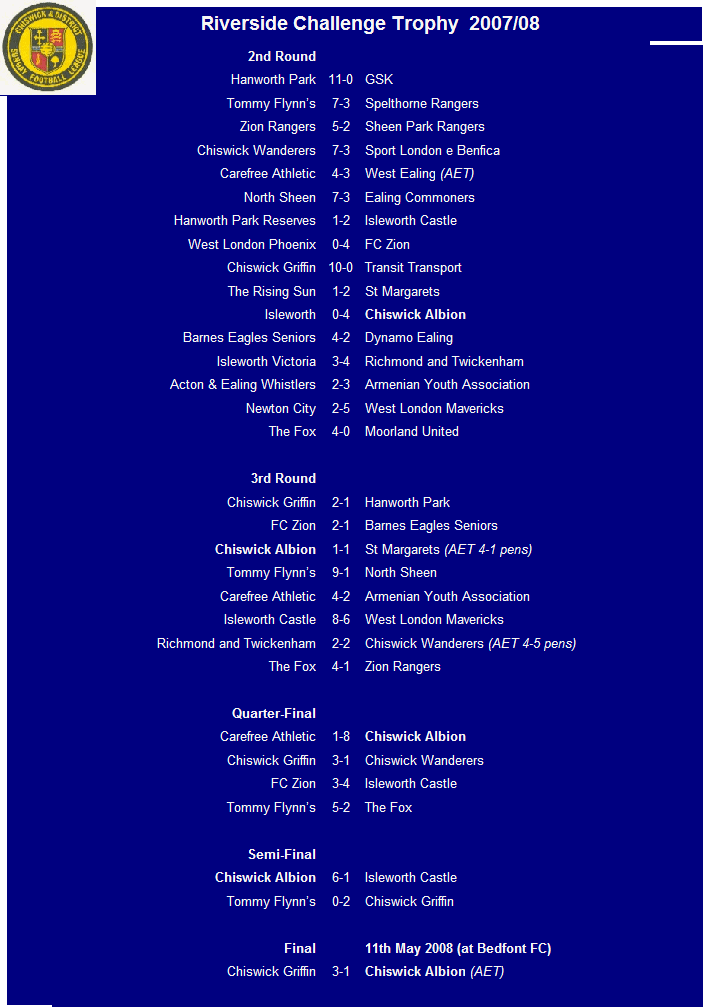 CHISWICK & DISTRICT
SUNDAY FOOTBALL LEAGUE
Riverside Challenge Trophy 2007/08
2nd Round
Hanworth Park 11-0 GSK
Tommy Flynn's 7-3 Spelthorne Rangers
Zion Rangers 5-2 Sheen Park Rangers
Chiswick Wanderers 7-3 Sport London e Benfica
Carefree Athletic 4-3 West Ealing (AET)
North Sheen 7-3 Ealing Commoners
Hanworth Park Reserves 1-2 Isleworth Castle
West London Phoenix 0-4 FC Zion
Chiswick Griffin 10-0 Transit Transport
The Rising Sun 1-2 St Margarets
Isleworth 0-4 Chiswick Albion
Barnes Eagles Seniors 4-2 Dynamo Ealing
Isleworth Victoria 3-4 Richmond and Twickenham
Acton & Ealing Whistlers 2-3 Armenian Youth Association
Newton City 2-5 West London Mavericks
The Fox 4-0 Moorland United
3rd Round
Chiswick Griffin 2-1 Hanworth Park
FC Zion 2-1 Barnes Eagles Seniors
Chiswick Albion 1-1 St Margarets (AET 4-1 pens)
Tommy Flynn's 9-1 North Sheen
Carefree Athletic 4-2 Armenian Youth Association
Isleworth Castle 8-6 West London Mavericks
Richmond and Twickenham 2-2 Chiswick Wanderers (AET 4-5 pens)
The Fox 4-1 Zion Rangers
Quarter-Final
Carefree Athletic 1-8 Chiswick Albion
Chiswick Griffin 3-1 Chiswick Wanderers
FC Zion 3-4 Isleworth Castle
Tommy Flynn's 5-2 The Fox
Semi-Final
Chiswick Albion 6-1 Isleworth Castle
Tommy Flynn's 0-2 Chiswick Griffin
Final 11th May 2008 (at Bedfont FC)
Chiswick Griffin 3-1 Chiswick Albion (AET)